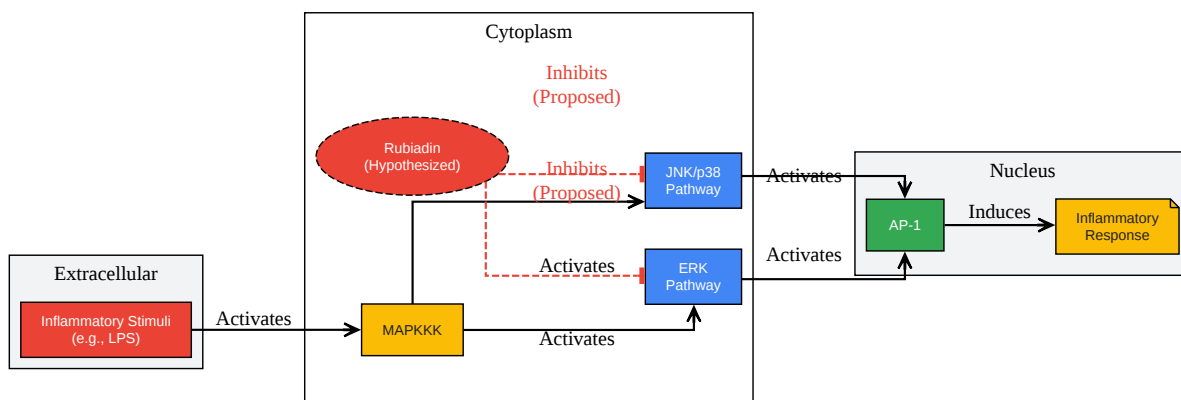 Cytoplasm
Inhibits
(Proposed)
Rubiadin
(Hypothesized)
Inhibits
(Proposed)
JNK/p38
Pathway
Activates
Nucleus
AP-1
Induces
Inflammatory
Response
Extracellular
Inflammatory Stimuli
(e.g., LPS)
Activates
MAPKKK
Activates
Activates
ERK
Pathway
Activates